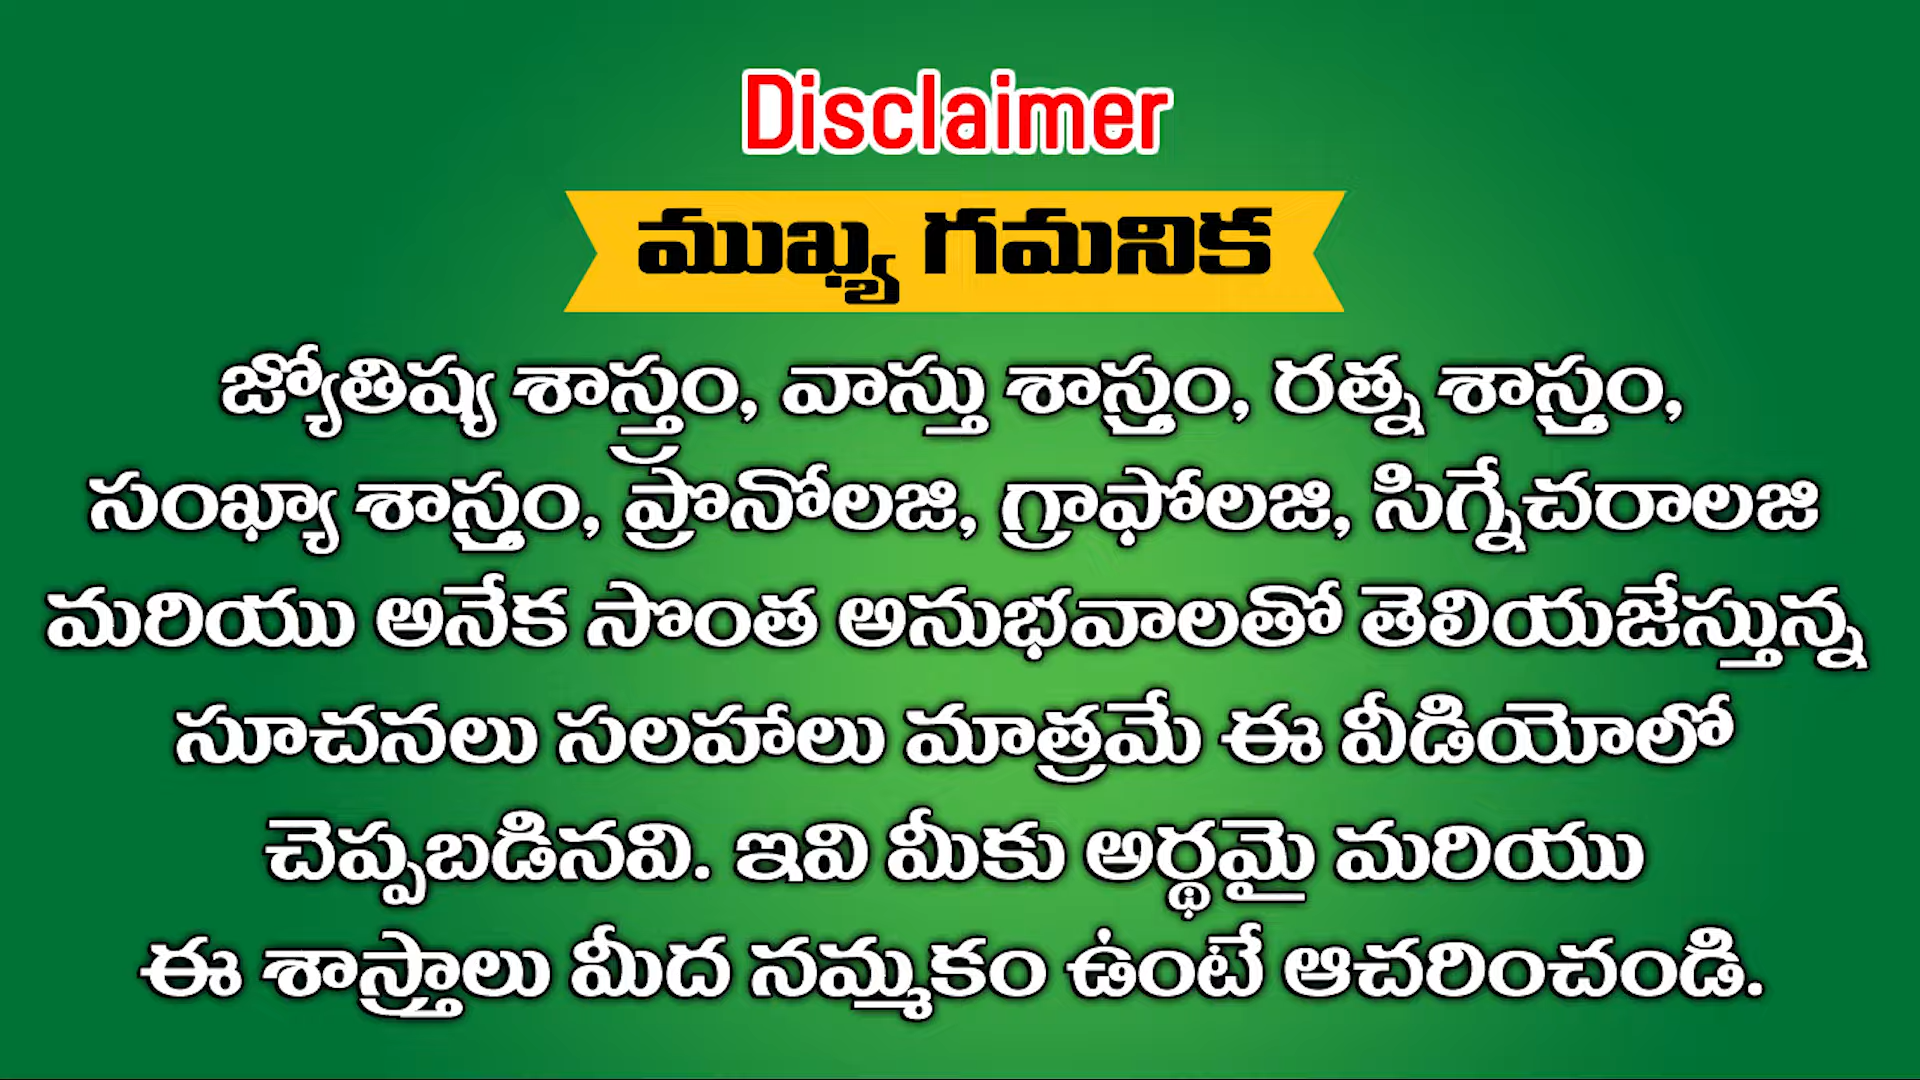 Disclaimer
ముఖ్య గమనిక
జ్యోతిష్య శాస్త్రం, వాస్తు శాస్త్రం, రత్న శాస్త్రం,
సంఖ్యా శాస్త్రం, ప్రొనోలజి, గ్రాఫోలజి, సిగ్నేచరాలజి
మరియు అనేక సొంత అనుభవాలతో తెలియజేస్తున్న
సూచనలు సలహాలు మాత్రమే ఈ వీడియోలో
చెప్పబడినవి. ఇవి మీకు అర్థమై మరియు
ఈ శాస్త్రాలు మీద నమ్మకం ఉంటే ఆచరించండి.